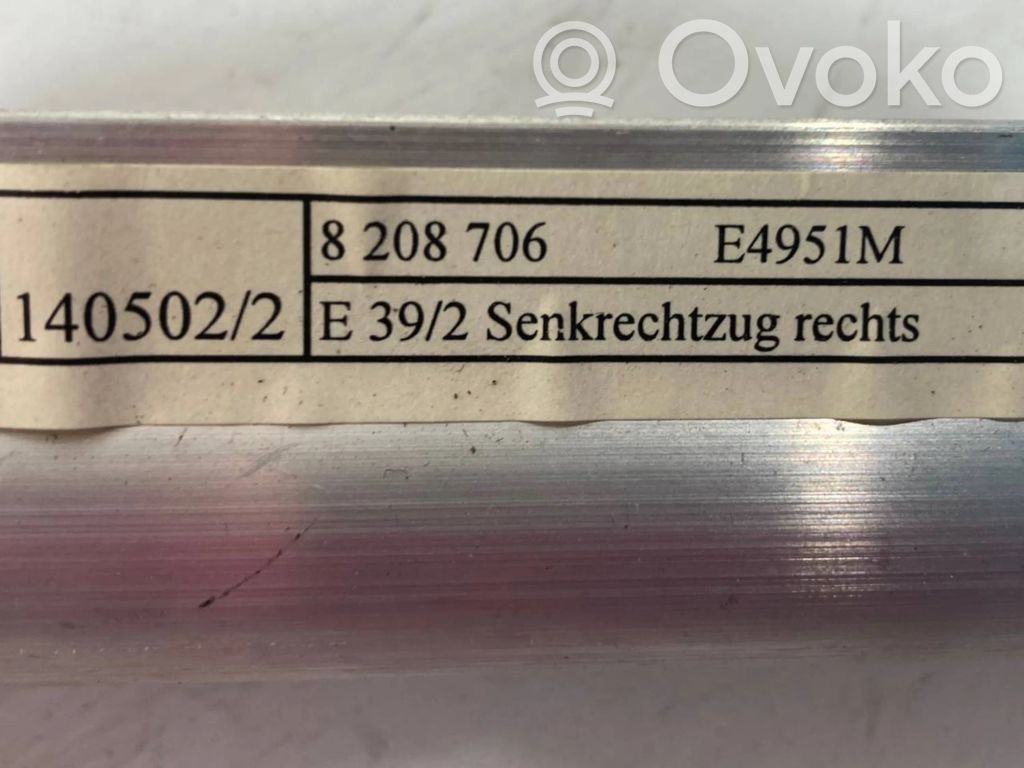 Ovoko
8 208 706 E4951M
140502/2 E 39/2 Senkrechtzug rechts